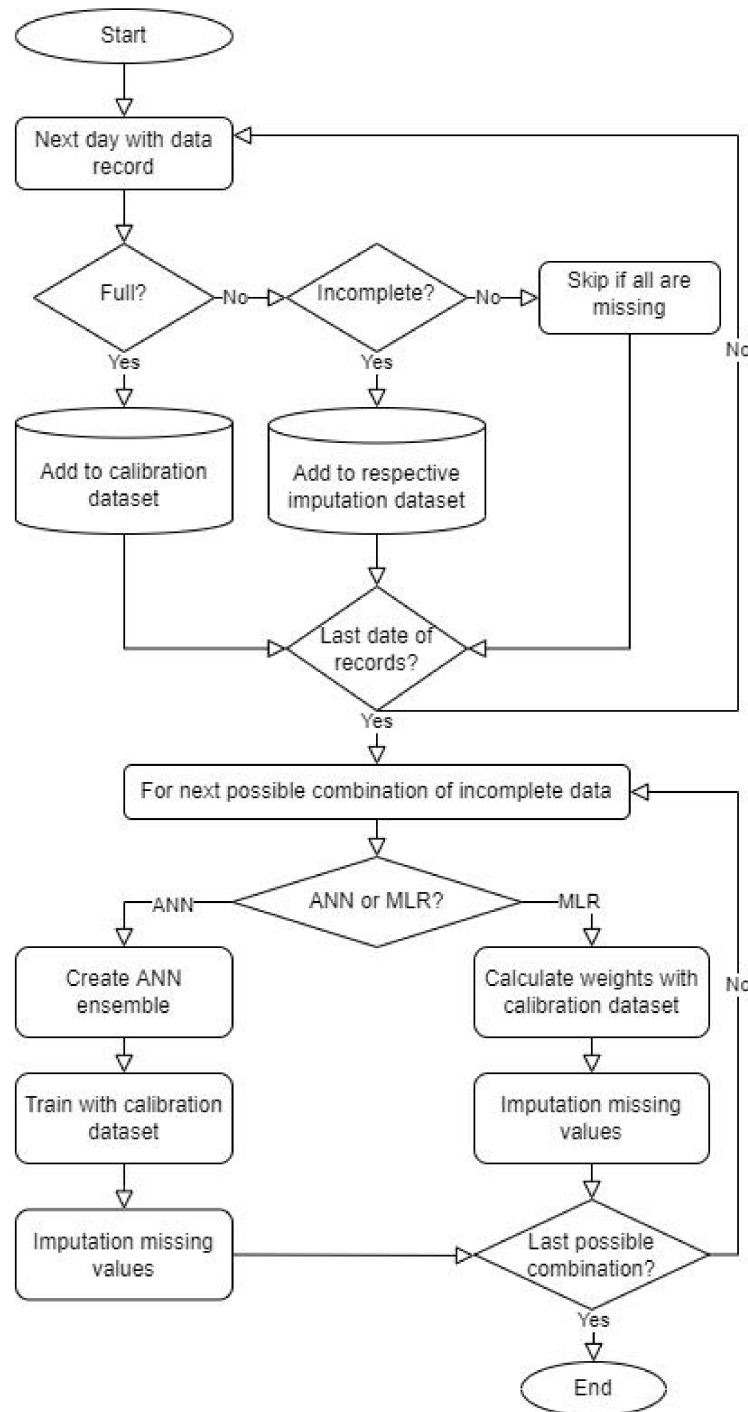 Start
Next day with data
record
Full?
No
Incomplete?
No
Skip if all are
missing
No
Yes
Yes
Add to calibration
dataset
Add to respective
imputation dataset
Last date of
records?
Yes
For next possible combination of incomplete data
ANN or MLR?
ANN
MLR
Create ANN
ensemble
Calculate weights with
calibration dataset
No
Train with calibration
dataset
Imputation missing
values
Imputation missing
values
Last possible
combination?
Yes
End